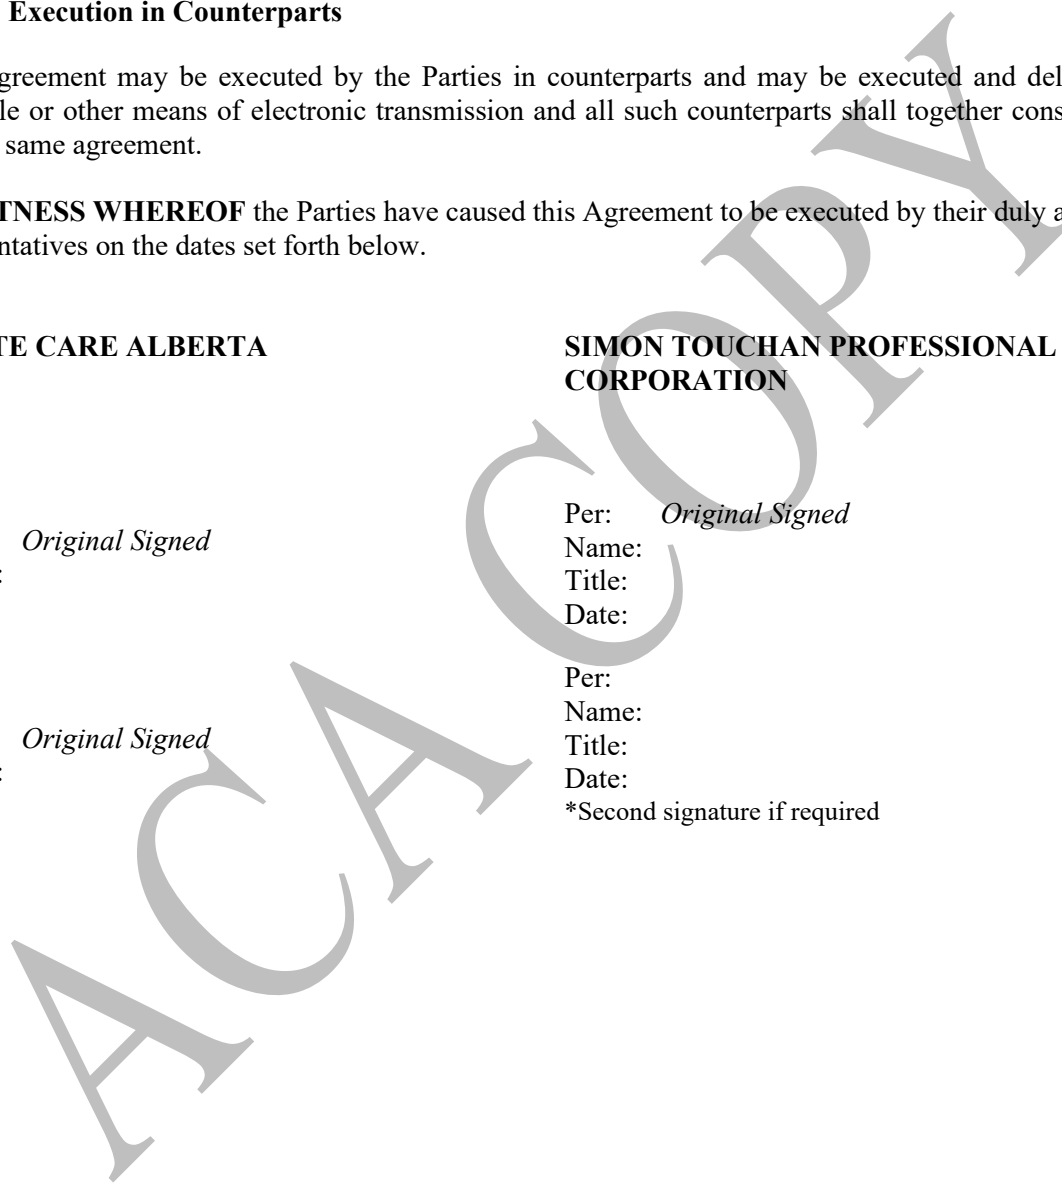 Execution in Counterparts
greement may be executed by the Parties in counterparts and may be executed and del
le or other means of electronic transmission and all such counterparts shall together cons
same agreement.
TNESS WHEREOF the Parties have caused this Agreement to be executed by their duly a
ntatives on the dates set forth below.
TE CARE ALBERTA
SIMON TOUCHAN PROFESSIONAL
CORPORATION
Original Signed
:
Original Signed
:
Per: Original Signed
Name:
Title:
Date:
Per:
Name:
Title:
Date:
*Second signature if required
ACA COPY